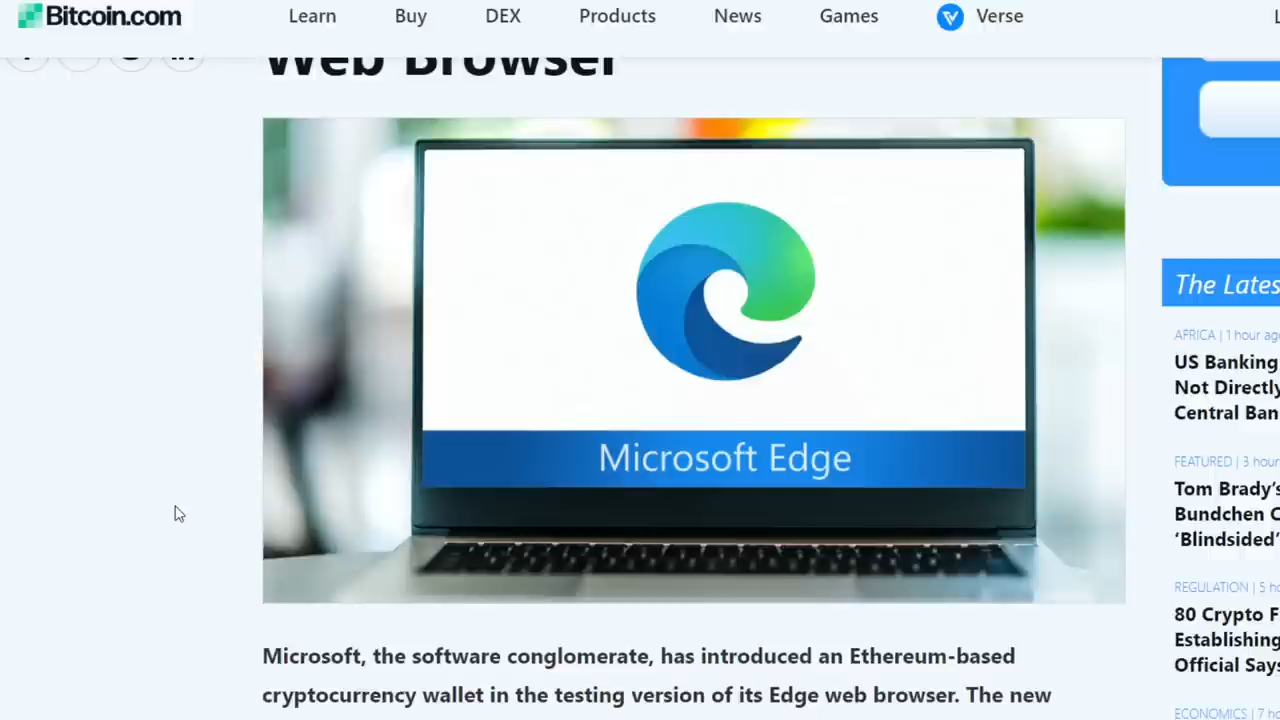 Bitcoin.com
Learn
Buy
DEX
Products
News
Games
Verse
Web Browser
Microsoft Edge
Microsoft, the software conglomerate, has introduced an Ethereum-based
cryptocurrency wallet in the testing version of its Edge web browser. The new
The Lates
AFRICA | 1 hour ag
US Banking
Not Directly
Central Ban
FEATURED | 3 hour
Tom Brady's
Bundchen C
'Blindsided'
REGULATION | 5 ho
80 Crypto F
Establishing
Official Says
ECONOMICS | 7 ho